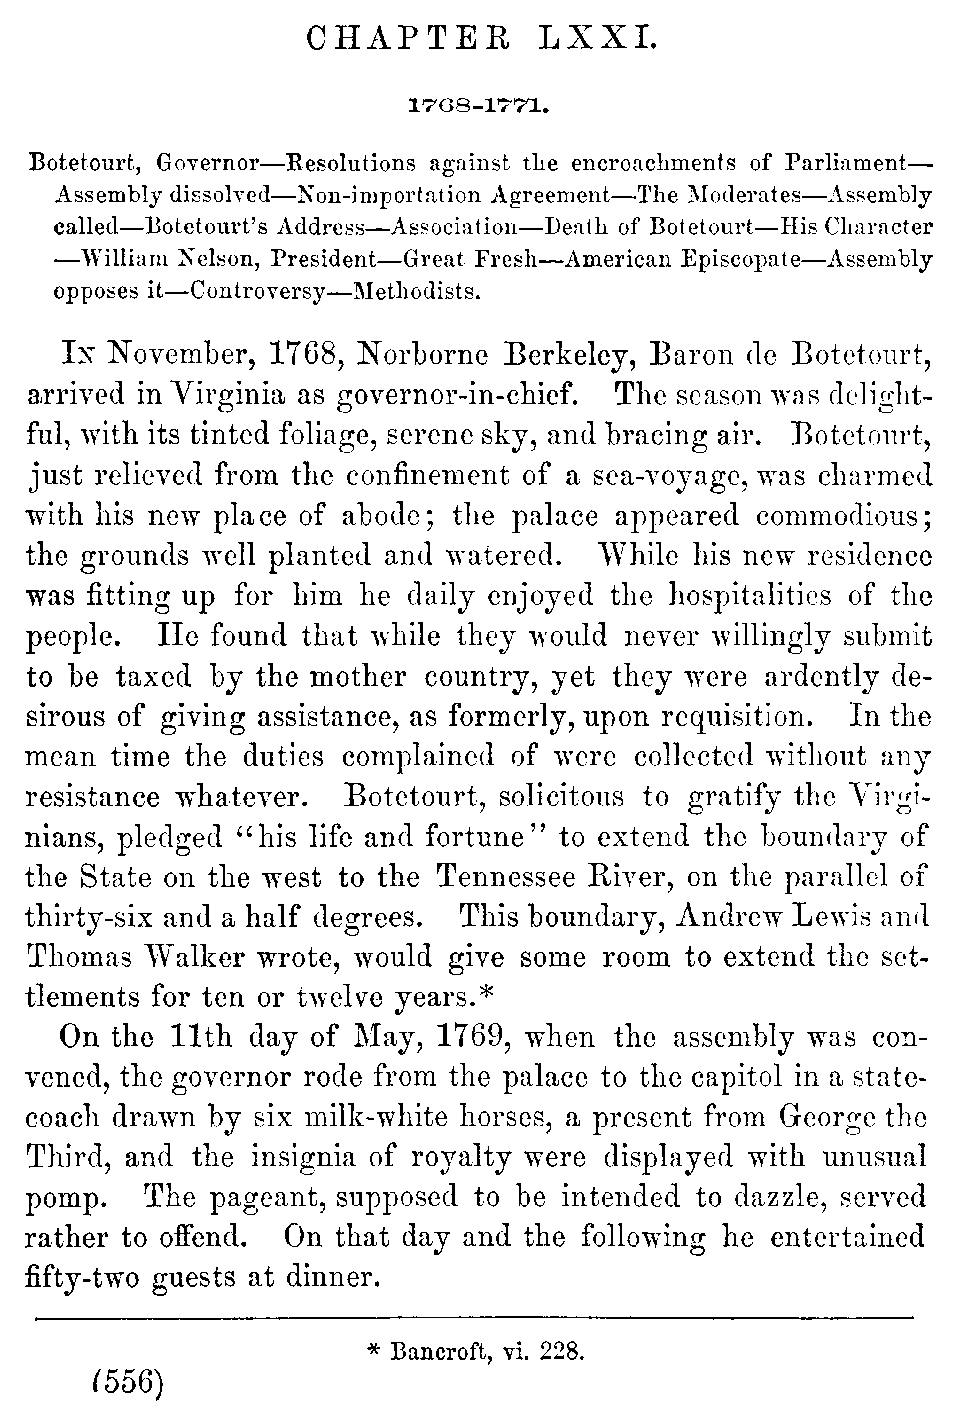 CHAPTER LXXI.
1768-1771.
Botetourt, Governor—Resolutions against the encroachments of Parliament—
Assembly dissolved—Non-importation Agreement—The Moderates—Assembly
called—Botetourt's Address—Association—Death of Botetourt—His Character
—William Nelson, President—Great Fresh—American Episcopate—Assembly
opposes it—Controversy—Methodists.
In November, 1768, Norborne Berkeley, Baron de Botetourt,
arrived in Virginia as governor-in-chief. The season was delight-
ful, with its tinted foliage, serene sky, and bracing air. Botetourt,
just relieved from the confinement of a sea-voyage, was charmed
with his new place of abode; the palace appeared commodious;
the grounds well planted and watered. While his new residence
was fitting up for him he daily enjoyed the hospitalities of the
people. He found that while they would never willingly submit
to be taxed by the mother country, yet they were ardently de-
sirous of giving assistance, as formerly, upon requisition. In the
mean time the duties complained of were collected without any
resistance whatever. Botetourt, solicitous to gratify the Virgi-
nians, pledged "his life and fortune" to extend the boundary of
the State on the west to the Tennessee River, on the parallel of
thirty-six and a half degrees. This boundary, Andrew Lewis and
Thomas Walker wrote, would give some room to extend the set-
tlements for ten or twelve years.*
On the 11th day of May, 1769, when the assembly was con-
vened, the governor rode from the palace to the capitol in a state-
coach drawn by six milk-white horses, a present from George the
Third, and the insignia of royalty were displayed with unusual
pomp. The pageant, supposed to be intended to dazzle, served
rather to offend. On that day and the following he entertained
fifty-two guests at dinner.
* Bancroft, vi. 228.
(556)